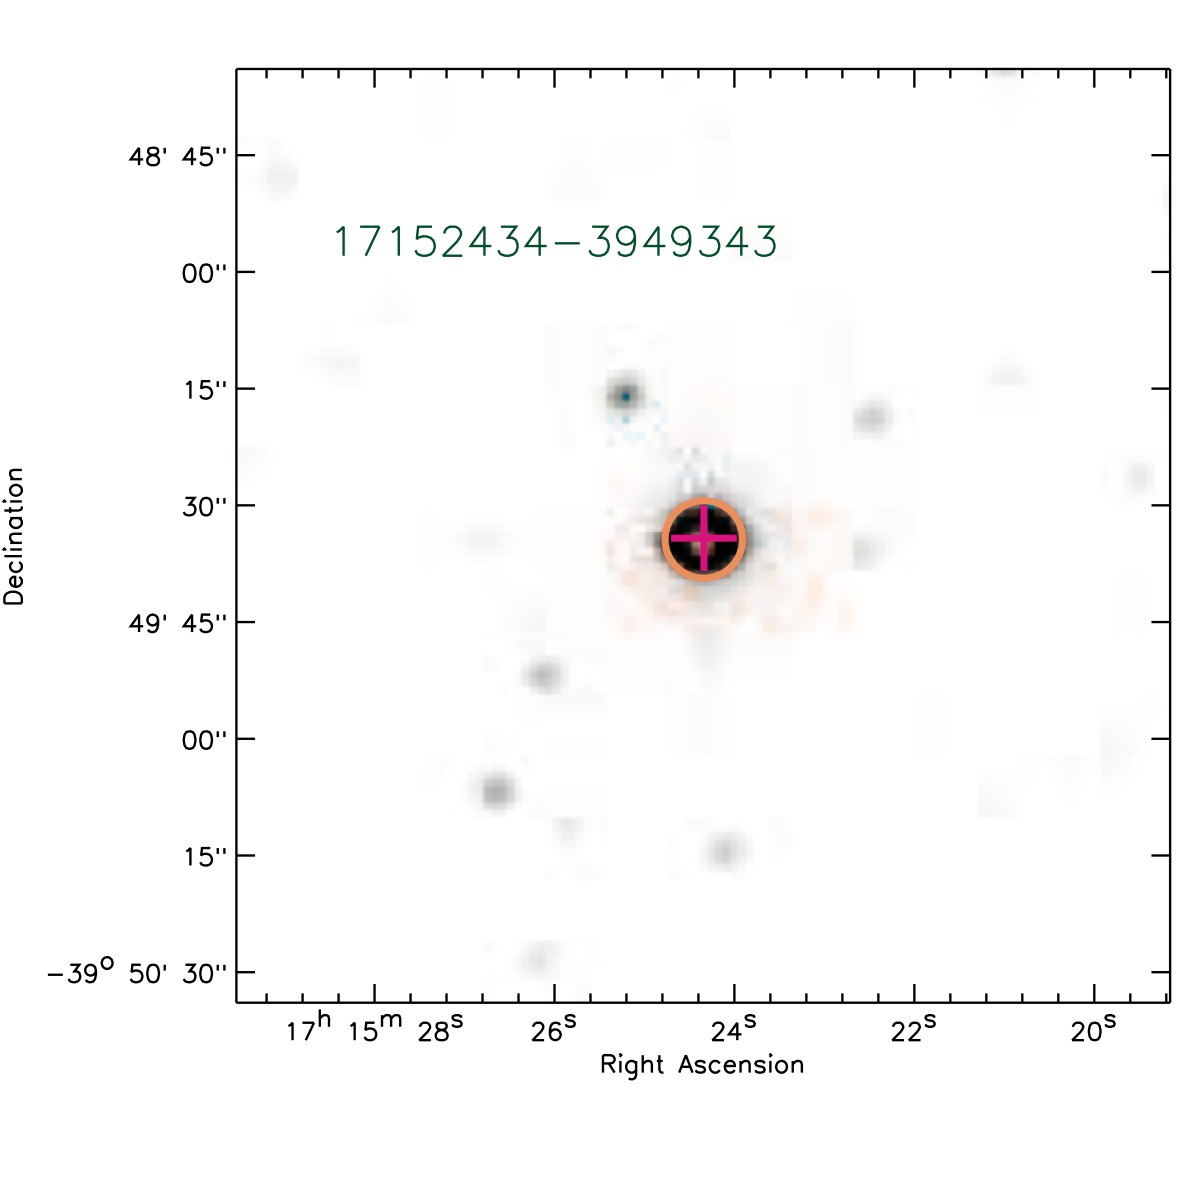 17152434−3949343
48' 45"
00"
15"
30"
49' 45"
00"
15"
−39° 50' 30"
Declination
17ʰ 15ᵐ 28ˢ 26ˢ 24ˢ 22ˢ 20ˢ
Right Ascension